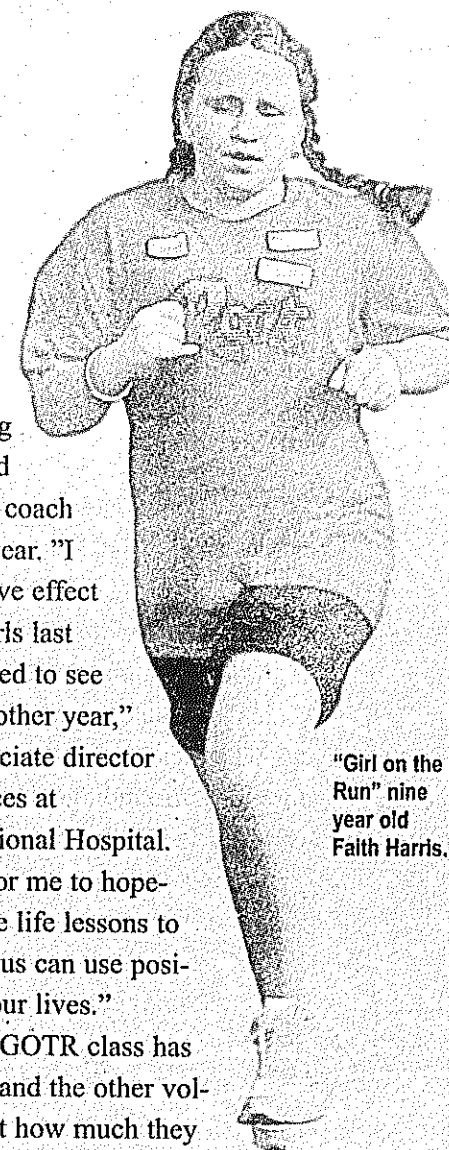 g
d
coach
ear. ”I
ve effect
rls last
ed to see
other year,”
ciate director
ces at
ional Hospital.
or me to hope-
e life lessons to
us can use posi-
our lives.”
GOTR class has
and the other vol-
t how much they
“Girl on the
Run” nine
year old
Faith Harris.